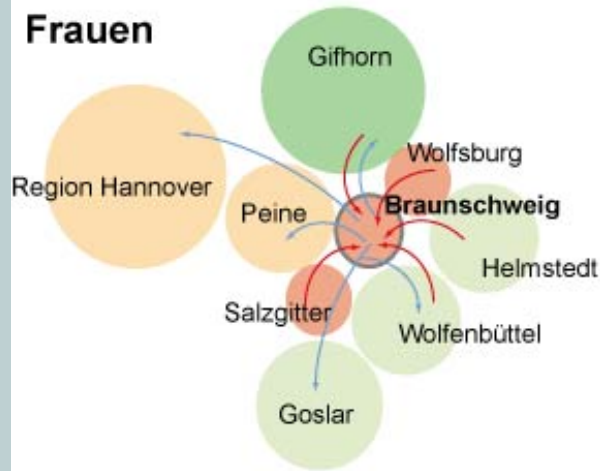 Frauen
Gifhorn
Wolfsburg
Region Hannover
Peine
Braunschweig
Helmstedt
Salzgitter
Wolfenbüttel
Goslar